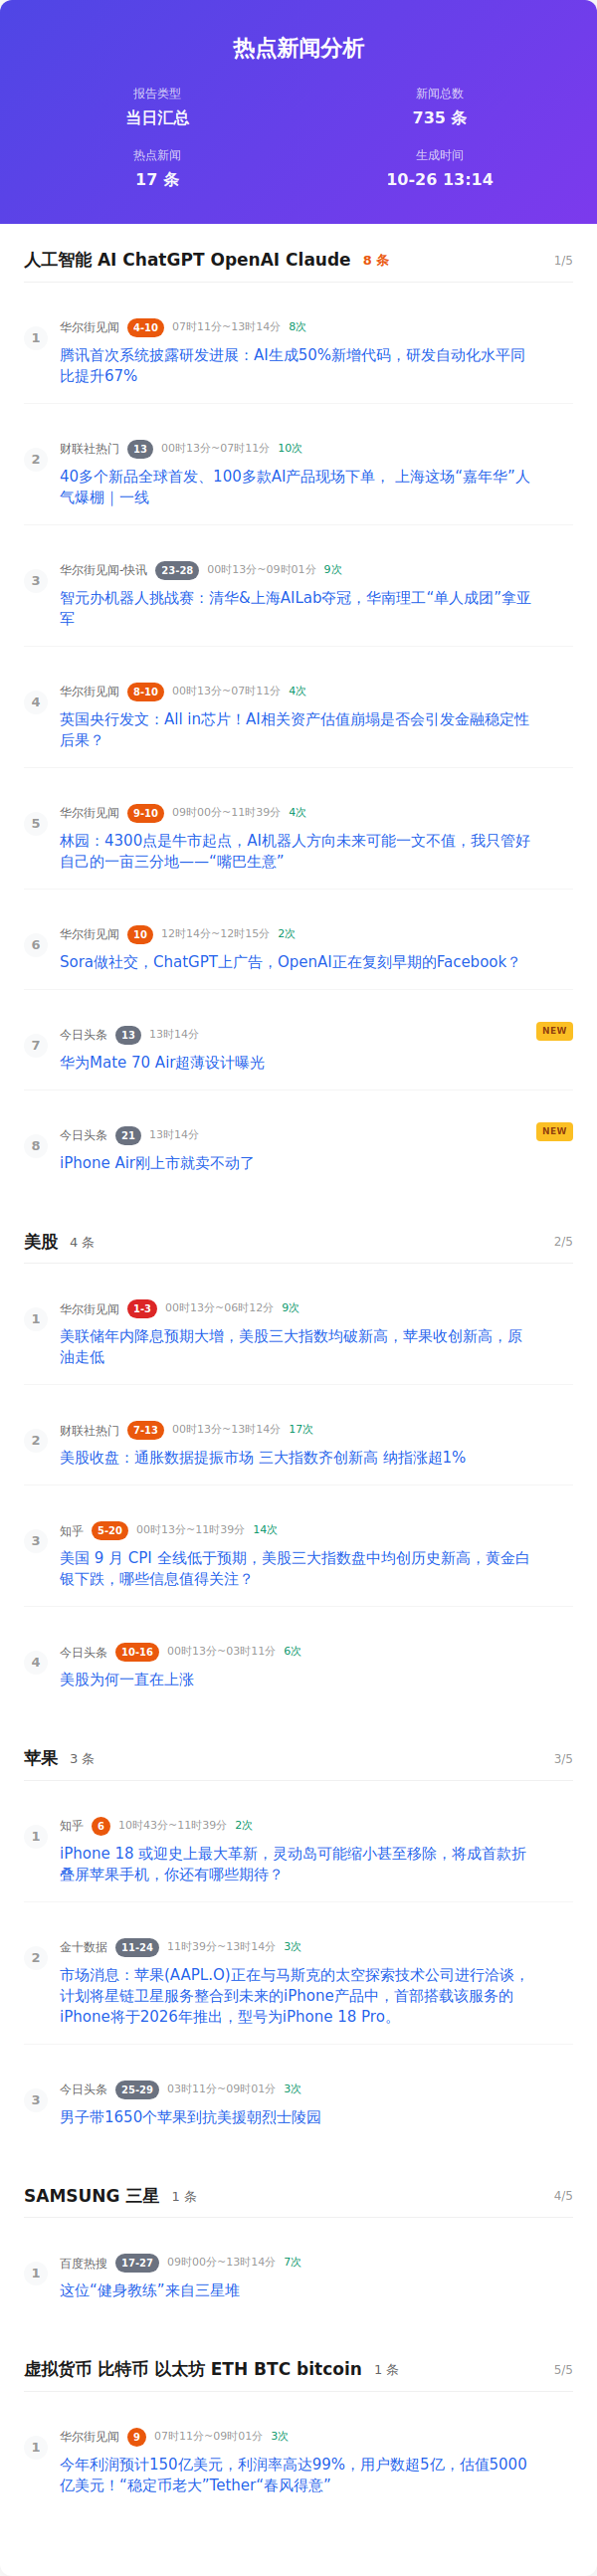 热点新闻分析
报告类型
当日汇总
新闻总数
735 条
热点新闻
17 条
生成时间
10-26 13:14
人工智能 AI ChatGPT OpenAI Claude 8 条 1/5
1
华尔街见闻 4-10 07时11分~13时14分 8次
腾讯首次系统披露研发进展：AI生成50%新增代码，研发自动化水平同
比提升67%
2
财联社热门 13 00时13分~07时11分 10次
40多个新品全球首发、100多款AI产品现场下单， 上海这场“嘉年华”人
气爆棚｜一线
3
华尔街见闻-快讯 23-28 00时13分~09时01分 9次
智元办机器人挑战赛：清华&上海AILab夺冠，华南理工“单人成团”拿亚
军
4
华尔街见闻 8-10 00时13分~07时11分 4次
英国央行发文：All in芯片！AI相关资产估值崩塌是否会引发金融稳定性
后果？
5
华尔街见闻 9-10 09时00分~11时39分 4次
林园：4300点是牛市起点，AI机器人方向未来可能一文不值，我只管好
自己的一亩三分地——“嘴巴生意”
6
华尔街见闻 10 12时14分~12时15分 2次
Sora做社交，ChatGPT上广告，OpenAI正在复刻早期的Facebook？
7
今日头条 13 13时14分 NEW
华为Mate 70 Air超薄设计曝光
8
今日头条 21 13时14分 NEW
iPhone Air刚上市就卖不动了
美股 4 条 2/5
1
华尔街见闻 1-3 00时13分~06时12分 9次
美联储年内降息预期大增，美股三大指数均破新高，苹果收创新高，原
油走低
2
财联社热门 7-13 00时13分~13时14分 17次
美股收盘：通胀数据提振市场 三大指数齐创新高 纳指涨超1%
3
知乎 5-20 00时13分~11时39分 14次
美国 9 月 CPI 全线低于预期，美股三大指数盘中均创历史新高，黄金白
银下跌，哪些信息值得关注？
4
今日头条 10-16 00时13分~03时11分 6次
美股为何一直在上涨
苹果 3 条 3/5
1
知乎 6 10时43分~11时39分 2次
iPhone 18 或迎史上最大革新，灵动岛可能缩小甚至移除，将成首款折
叠屏苹果手机，你还有哪些期待？
2
金十数据 11-24 11时39分~13时14分 3次
市场消息：苹果(AAPL.O)正在与马斯克的太空探索技术公司进行洽谈，
计划将星链卫星服务整合到未来的iPhone产品中，首部搭载该服务的
iPhone将于2026年推出，型号为iPhone 18 Pro。
3
今日头条 25-29 03时11分~09时01分 3次
男子带1650个苹果到抗美援朝烈士陵园
SAMSUNG 三星 1 条 4/5
1
百度热搜 17-27 09时00分~13时14分 7次
这位“健身教练”来自三星堆
虚拟货币 比特币 以太坊 ETH BTC bitcoin 1 条 5/5
1
华尔街见闻 9 07时11分~09时01分 3次
今年利润预计150亿美元，利润率高达99%，用户数超5亿，估值5000
亿美元！“稳定币老大”Tether“春风得意”